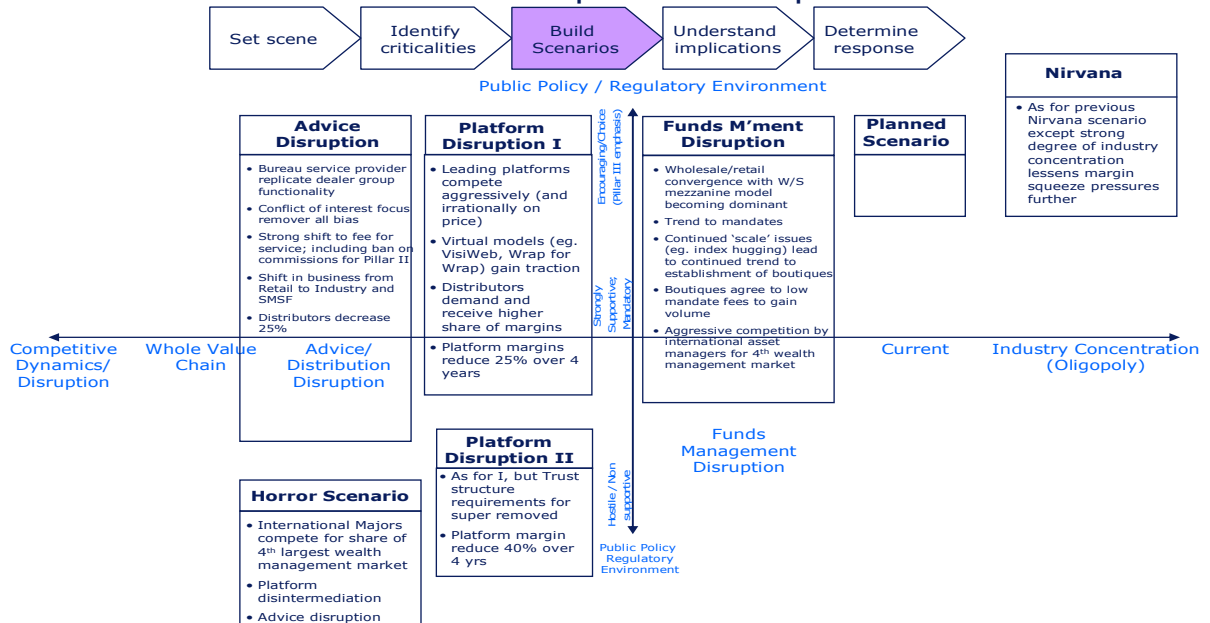 Set scene
Identify
criticalities
Build
Scenarios
Understand
implications
Determine
response
Public Policy / Regulatory Environment
Nirvana
• As for previous
Nirvana scenario
except strong
degree of industry
concentration
lessens margin
squeeze pressures
further
Advice
Disruption
• Bureau service provider
replicate dealer group
functionality
• Conflict of interest focus
remover all bias
• Strong shift to fee for
service; including ban on
commissions for Pillar II
• Shift in business from
Retail to Industry and
SMSF
• Distributors decrease
25%
Platform
Disruption I
• Leading platforms
compete
aggressively (and
irrationally on
price)
• Virtual models (eg.
VisiWeb, Wrap for
Wrap) gain traction
• Distributors
demand and
receive higher
share of margins
• Platform margins
reduce 25% over 4
years
Encouraging/Choice
(Pillar III emphasis)
Strongly
Supportive;
Mandatory
Funds M'ment
Disruption
• Wholesale/retail
convergence with W/S
mezzanine model
becoming dominant
• Trend to mandates
• Continued ‘scale’ issues
(eg. index hugging) lead
to continued trend to
establishment of boutiques
• Boutiques agree to low
mandate fees to gain
volume
• Aggressive competition by
international asset
managers for 4th wealth
management market
Planned
Scenario
Competitive
Dynamics/
Disruption
Whole Value
Chain
Advice/
Distribution
Disruption
Current
Industry Concentration
(Oligopoly)
Funds
Management
Disruption
Platform
Disruption II
• As for I, but Trust
structure
requirements for
super removed
• Platform margin
reduce 40% over
4 yrs
Hostile / Non
supportive
Public Policy
Regulatory
Environment
Horror Scenario
• International Majors
compete for share of
4th largest wealth
management market
• Platform
disintermediation
• Advice disruption